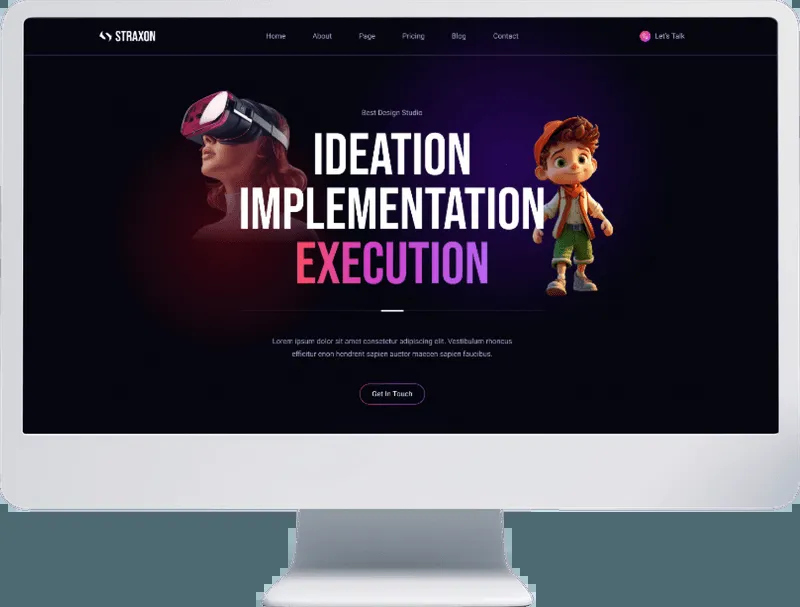 STRAXON
Home About Page Pricing Blog Contact
Let's Talk
Best Design Studio
IDEATION
IMPLEMENTATION
EXECUTION
Lorem ipsum dolor sit amet consetetur adipiscing elit. Vestibulum rhoncus
efficitur enon hendrerit sapien auctor maecen sapien faucibus.
Get In Touch